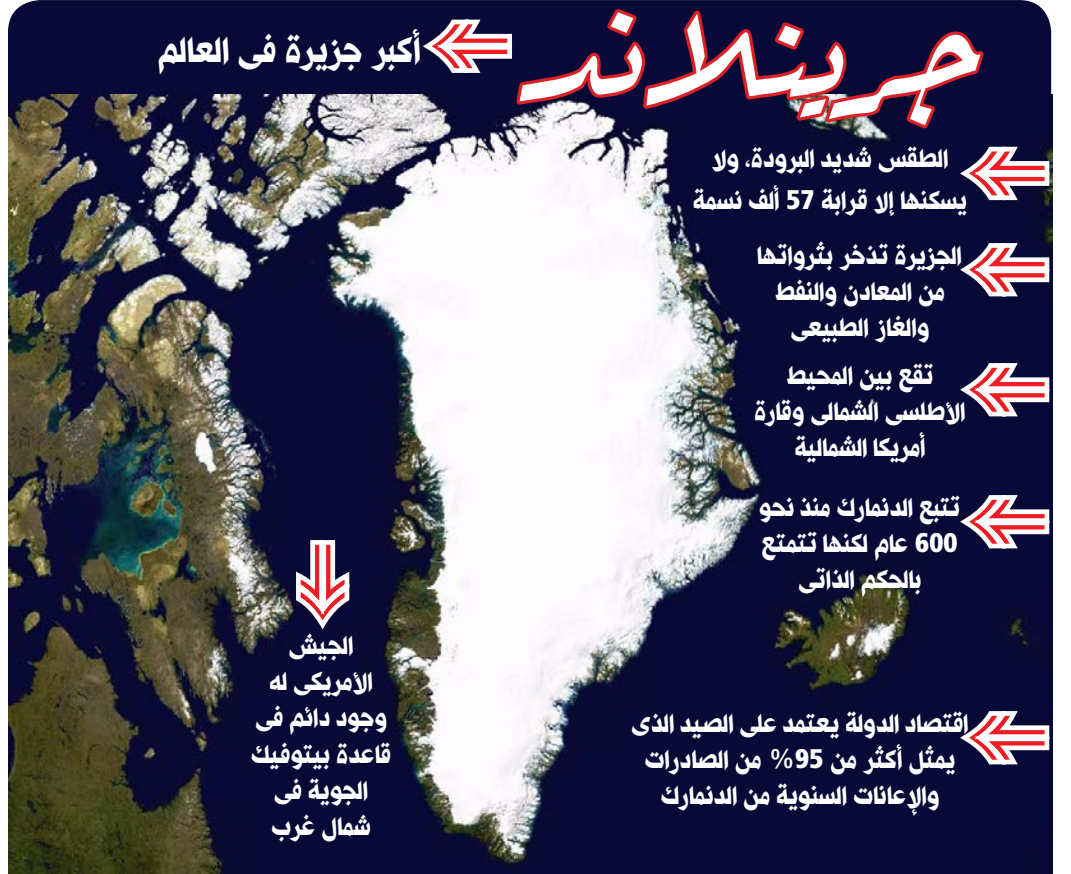 جرينلاند
أكبر جزيرة فى العالم
الطقس شديد البرودة، ولا
يسكنها إلا قرابة 57 ألف نسمة
الجزيرة تذخر بثرواتها
من المعادن والنفط
والغاز الطبيعى
تقع بين المحيط
الأطلسى الشمالى وقارة
أمريكا الشمالية
تتبع الدنمارك منذ نحو
600 عام لكنها تتمتع
بالحكم الذاتى
اقتصاد الدولة يعتمد على الصيد الذى
يمثل أكثر من 95% من الصادرات
والإعانات السنوية من الدنمارك
الجيش
الأمريكى له
وجود دائم فى
قاعدة بيتوفيك
الجوية فى
شمال غرب